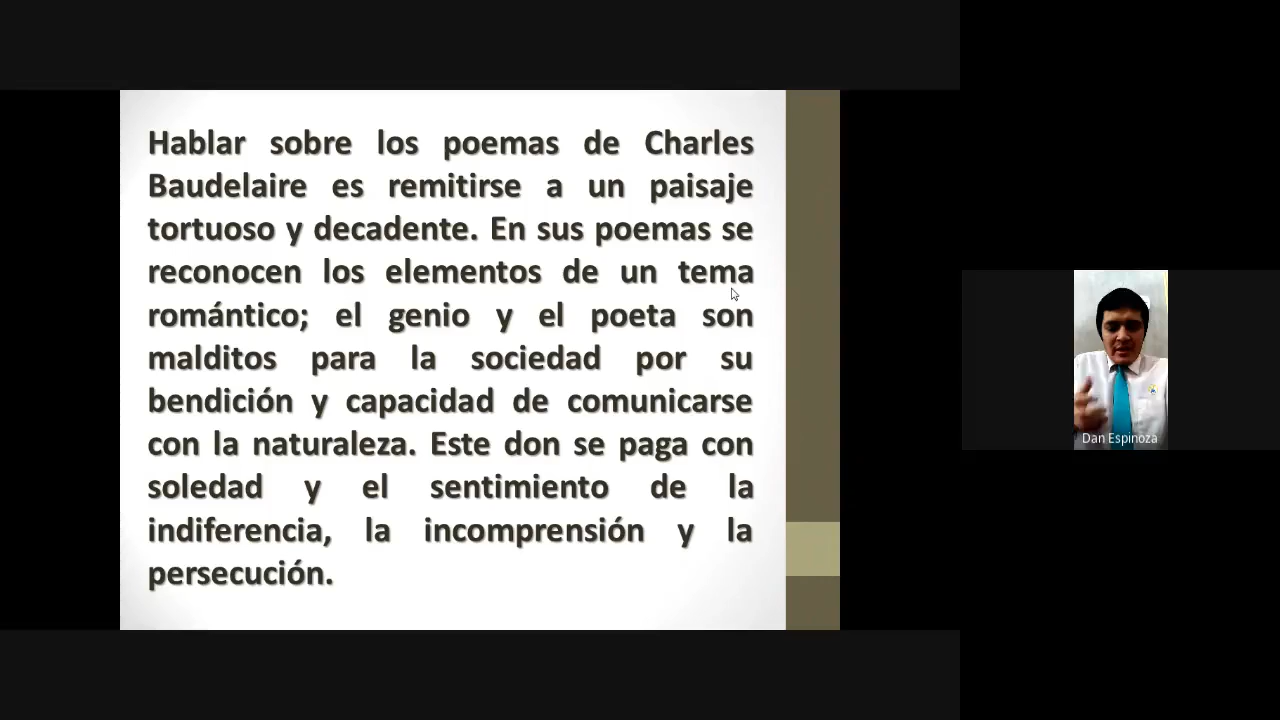 Hablar sobre los poemas de Charles
Baudelaire es remitirse a un paisaje
tortuoso y decadente. En sus poemas se
reconocen los elementos de un tema
romántico; el genio y el poeta son
malditos para la sociedad por su
bendición y capacidad de comunicarse
con la naturaleza. Este don se paga con
soledad y el sentimiento de la
indiferencia, la incomprensión y la
persecución.
Dan Espinoza